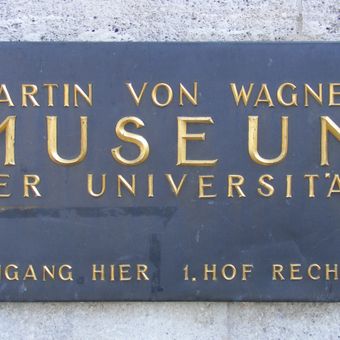 ARTIN VON WAGNE
MUSEUM
ER UNIVERSITÄ
NGANG HIER 1. HOF RECH